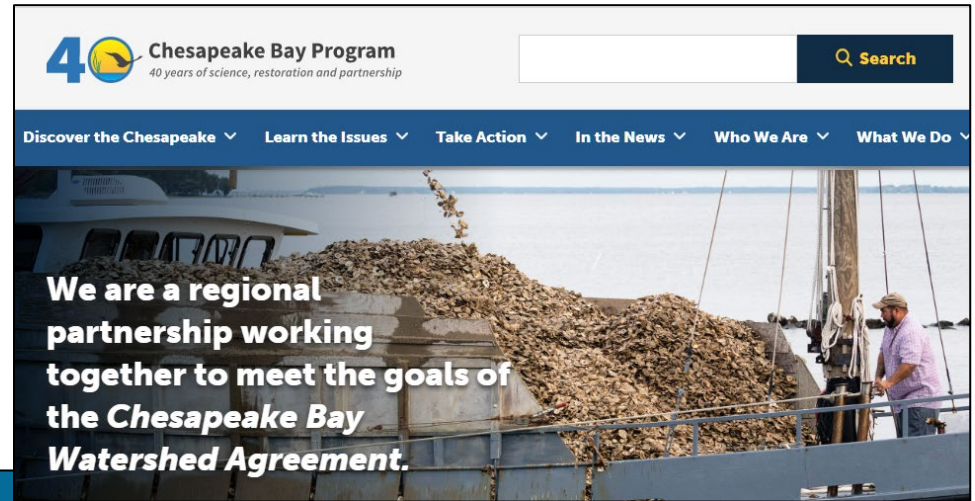 40
Chesapeake Bay Program
40 years of science, restoration and partnership
Search
Discover the Chesapeake
Learn the Issues
Take Action
In the News
Who We Are
What We Do
We are a regional
partnership working
together to meet the goals of
the Chesapeake Bay
Watershed Agreement.